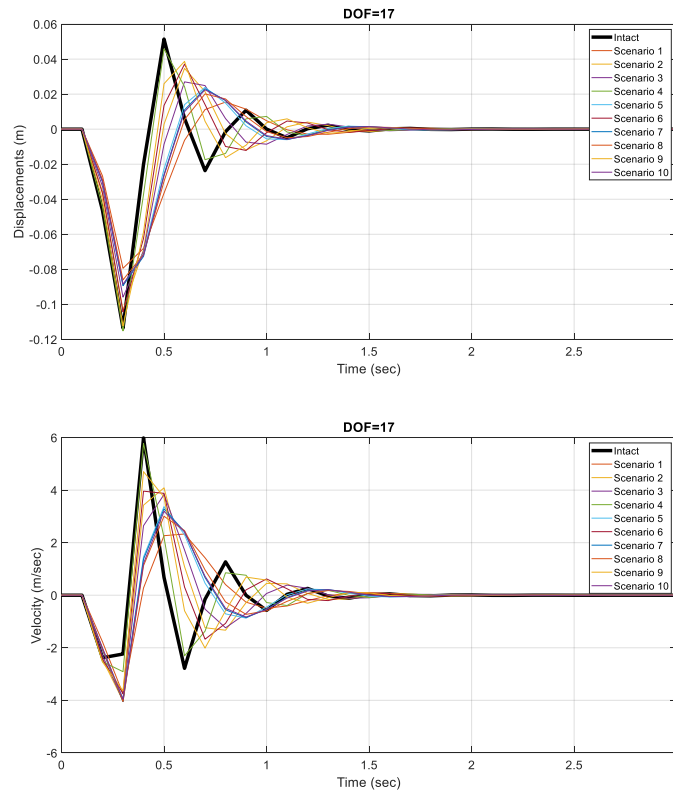 DOF=17
0.06
0.04
0.02
0
-0.02
-0.04
-0.06
-0.08
-0.1
-0.12
Displacements (m)
0 0.5 1 1.5 2 2.5
Time (sec)
Intact
Scenario 1
Scenario 2
Scenario 3
Scenario 4
Scenario 5
Scenario 6
Scenario 7
Scenario 8
Scenario 9
Scenario 10
DOF=17
6
4
2
0
-2
-4
-6
Velocity (m/sec)
0 0.5 1 1.5 2 2.5
Time (sec)
Intact
Scenario 1
Scenario 2
Scenario 3
Scenario 4
Scenario 5
Scenario 6
Scenario 7
Scenario 8
Scenario 9
Scenario 10